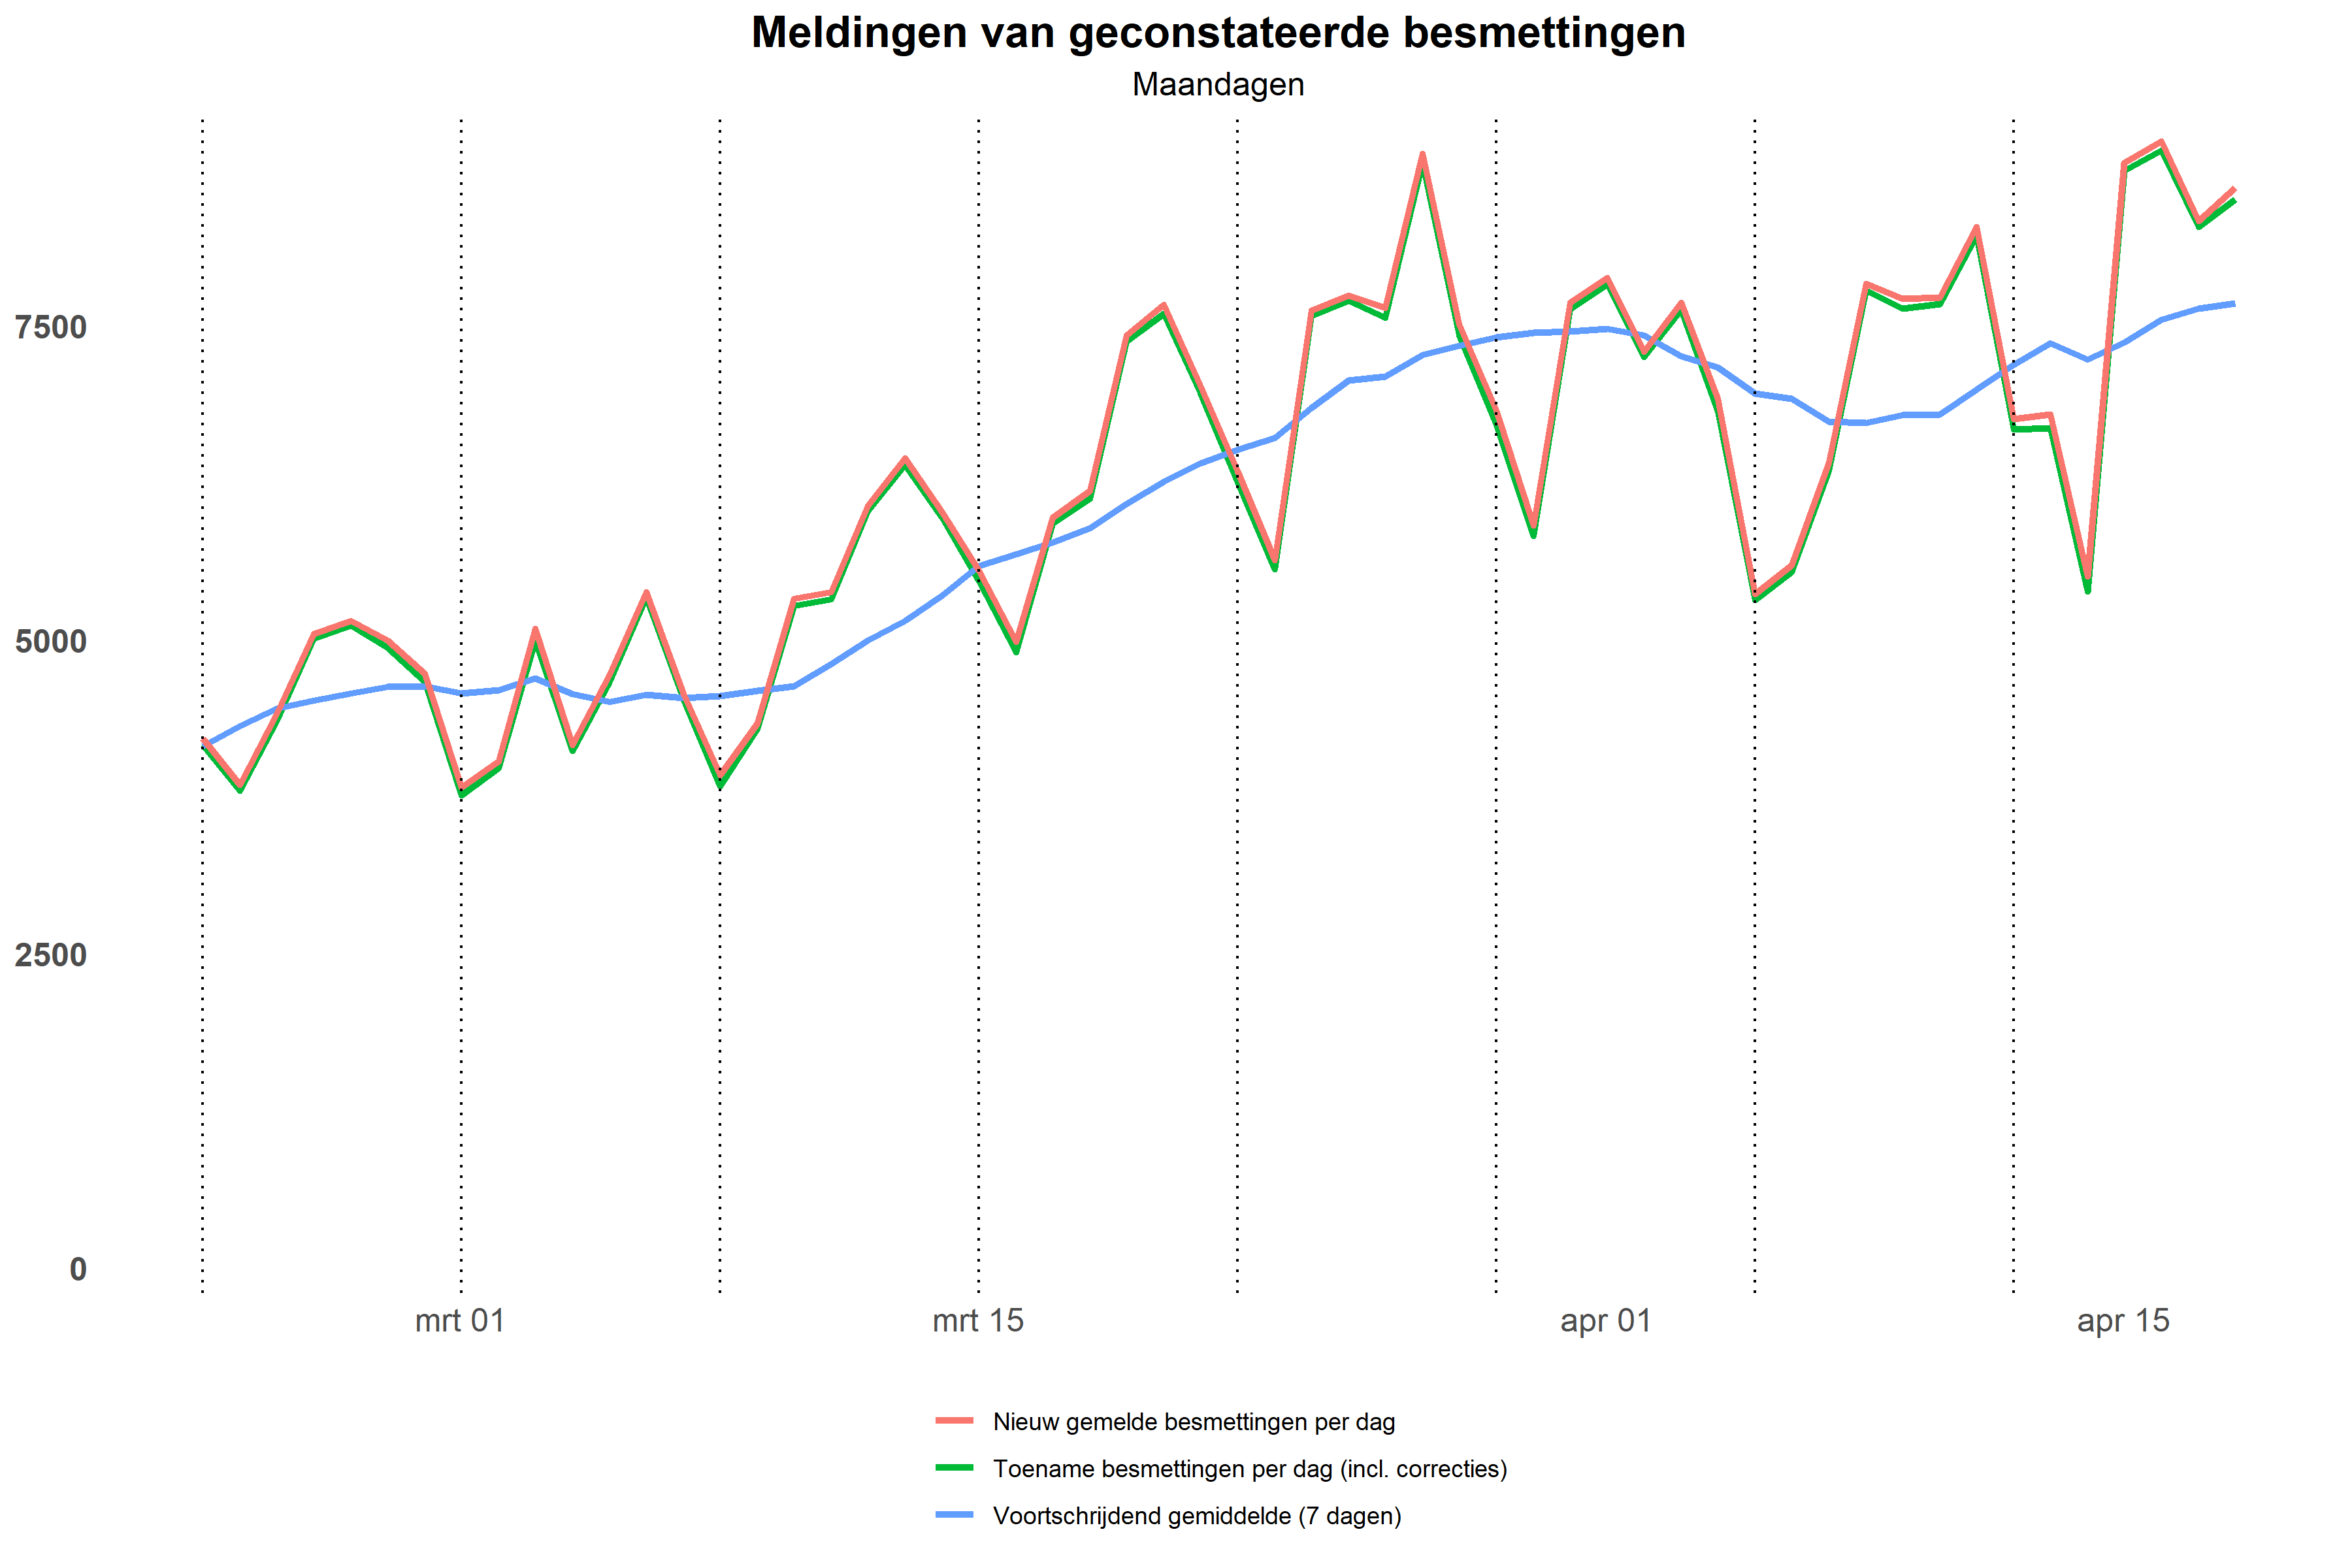 Meldingen van geconstateerde besmettingen
Maandagen
7500
5000
2500
0
mrt 01
mrt 15
apr 01
apr 15
Nieuw gemelde besmettingen per dag
Toename besmettingen per dag (incl. correcties)
Voortschrijdend gemiddelde (7 dagen)